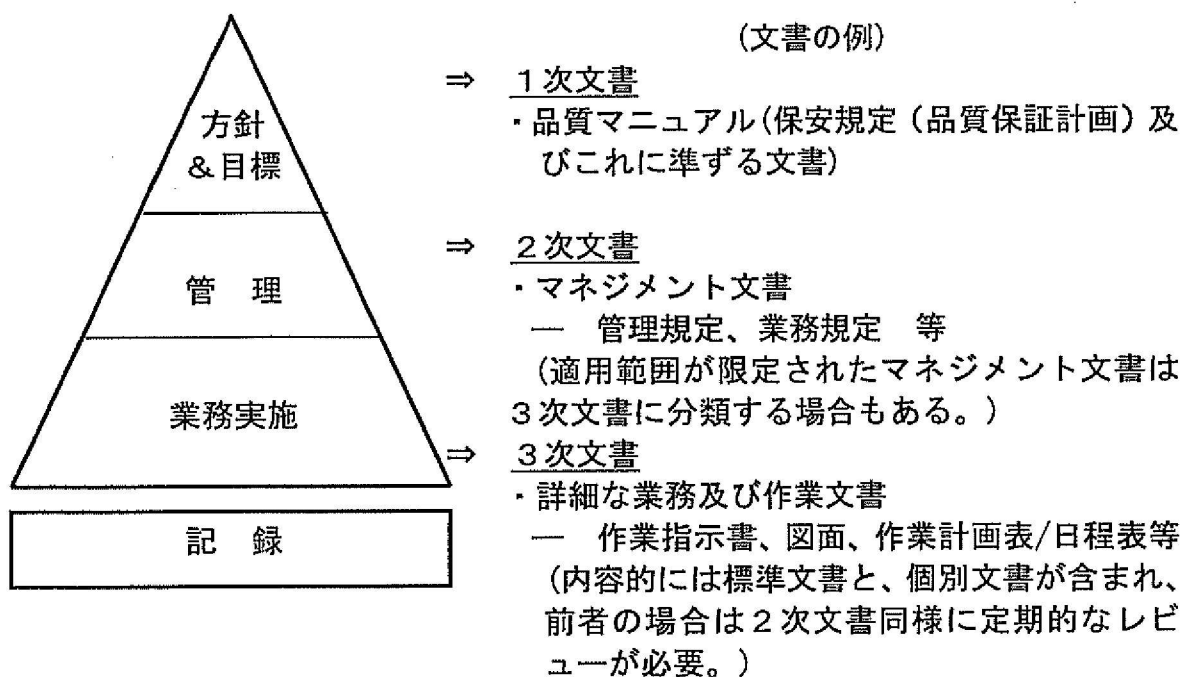 (文書の例)
方針
&目標
管 理
業務実施
記 録
⇒ 1次文書
・品質マニュアル(保安規定(品質保証計画)及
びこれに準ずる文書)
⇒ 2次文書
・マネジメント文書
― 管理規定、業務規定 等
(適用範囲が限定されたマネジメント文書は
3次文書に分類する場合もある。)
⇒ 3次文書
・詳細な業務及び作業文書
― 作業指示書、図面、作業計画表/日程表等
(内容的には標準文書と、個別文書が含まれ、
前者の場合は2次文書同様に定期的なレビ
ューが必要。)